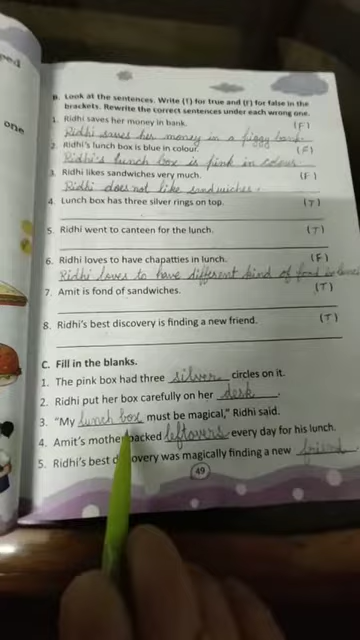 one
B. Look at the sentences. Write (T) for true and (F) for false in the
brackets. Rewrite the correct sentences under each wrong one.
1. Ridhi saves her money in bank. (F)
Ridhi saves her money in a piggy bank.
2. Ridhi's lunch box is blue in colour. (F)
Ridhi's lunch box is pink in colour
3. Ridhi likes sandwiches very much. (F)
Ridhi does not like sandwiches.
4. Lunch box has three silver rings on top. (T)
5. Ridhi went to canteen for the lunch. (T)
6. Ridhi loves to have chapatties in lunch. (F)
Ridhi loves to have different kind of food in lunch
7. Amit is fond of sandwiches. (T)
8. Ridhi's best discovery is finding a new friend. (T)
C. Fill in the blanks.
1. The pink box had three silver circles on it.
2. Ridhi put her box carefully on her desk.
3. "My lunch box must be magical," Ridhi said.
4. Amit's mother packed leftovers every day for his lunch.
5. Ridhi's best discovery was magically finding a new friend.
49